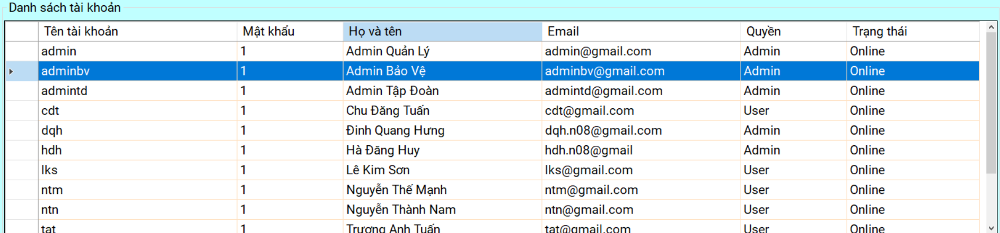 Danh sách tài khoản
Tên tài khoản Mật khẩu Họ và tên Email Quyền Trạng thái
admin 1 Admin Quản Lý admin@gmail.com Admin Online
adminbv 1 Admin Bảo Vệ adminbv@gmail.com Admin Online
admintd 1 Admin Tập Đoàn admintd@gmail.com Admin Online
cdt 1 Chu Đăng Tuấn cdt@gmail.com User Online
dqh 1 Đinh Quang Hưng dqh.n08@gmail.com Admin Online
hdh 1 Hà Đăng Huy hdh.n08@gmail Admin Online
lks 1 Lê Kim Sơn lks@gmail.com User Online
ntm 1 Nguyễn Thế Mạnh ntm@gmail.com User Online
ntn 1 Nguyễn Thành Nam ntn@gmail.com User Online
tat 1 Trương Anh Tuấn tat@gmail.com User Online